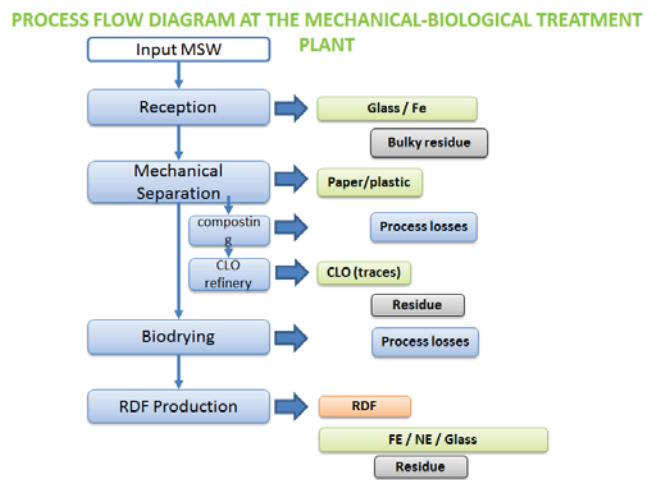 PROCESS FLOW DIAGRAM AT THE MECHANICAL-BIOLOGICAL TREATMENT
PLANT
Input MSW
Reception
Glass / Fe
Bulky residue
Mechanical
Separation
Paper/plastic
compostin
g
Process losses
CLO
refinery
CLO (traces)
Residue
Biodrying
Process losses
RDF Production
RDF
FE / NE / Glass
Residue